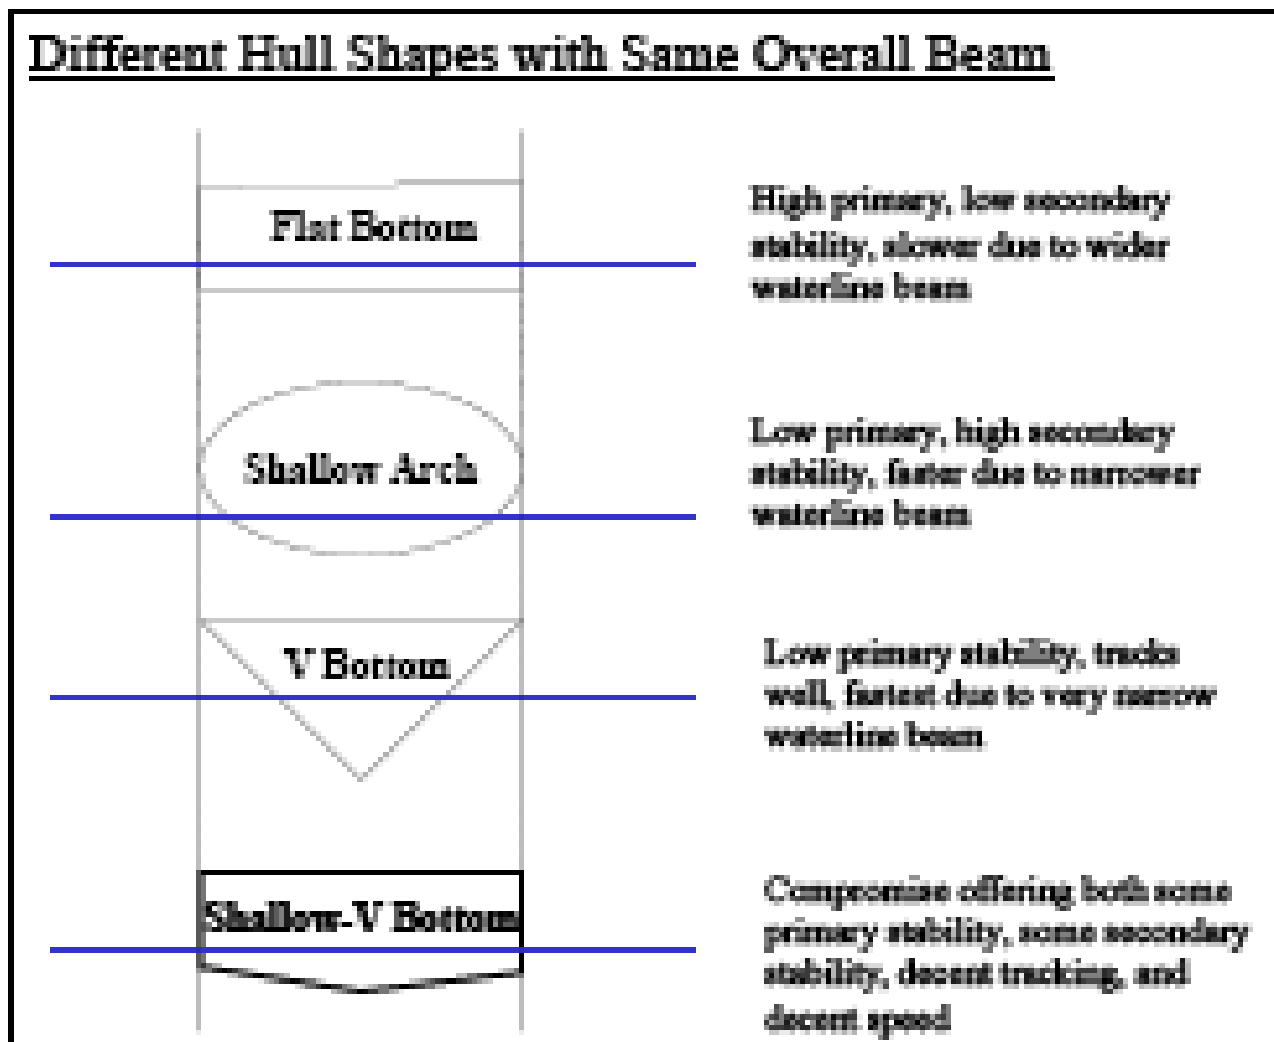 Different Hull Shapes with Same Overall Beam
Flat Bottom
High primary, low secondary
stability, slower due to wider
waterline beam
Shallow Arch
Low primary, high secondary
stability, faster due to narrower
waterline beam
V Bottom
Low primary stability, tracks
well, fastest due to very narrow
waterline beam
Shallow-V Bottom
Compromise offering both some
primary stability, some secondary
stability, decent tracking, and
decent speed